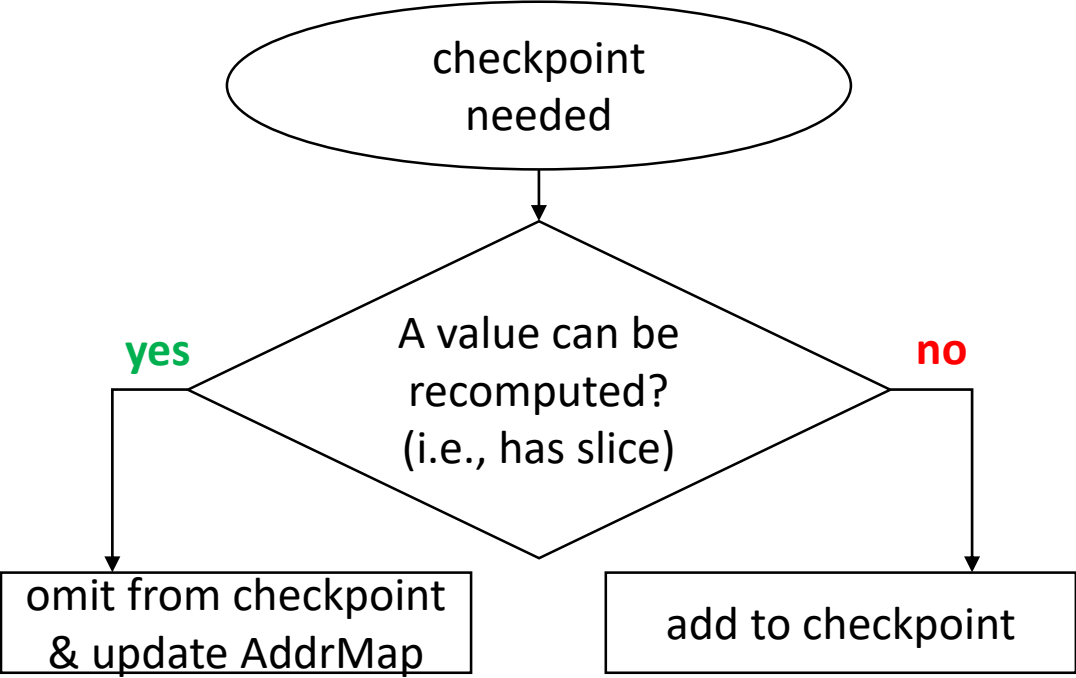 checkpoint
needed
A value can be
recomputed?
(i.e., has slice)
yes
no
omit from checkpoint
& update AddrMap
add to checkpoint